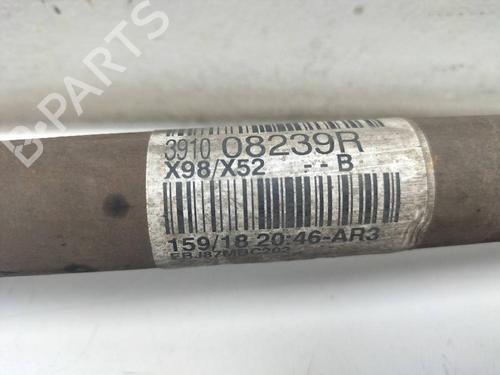 3910 08239R
X98/X52 -- B
159/18 20:46-AR3
B-PARTS